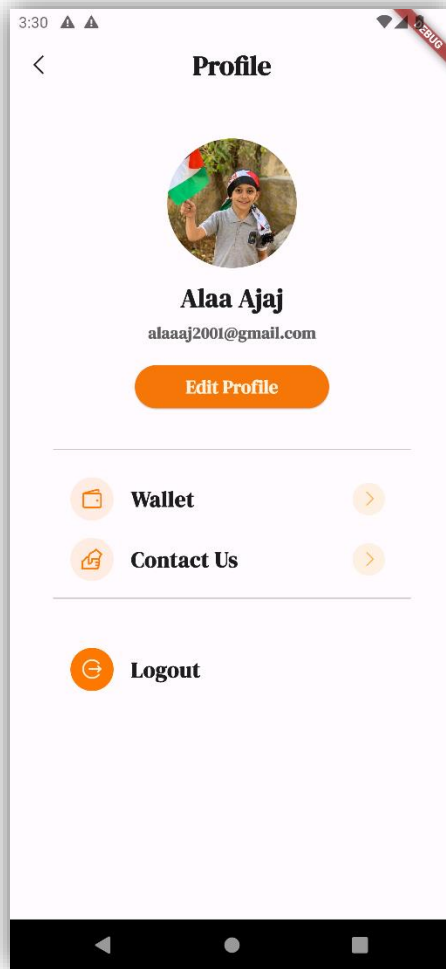 3:30
DEBUG
Profile
Alaa Ajaj
alaaaj2001@gmail.com
Edit Profile
Wallet
Contact Us
Logout